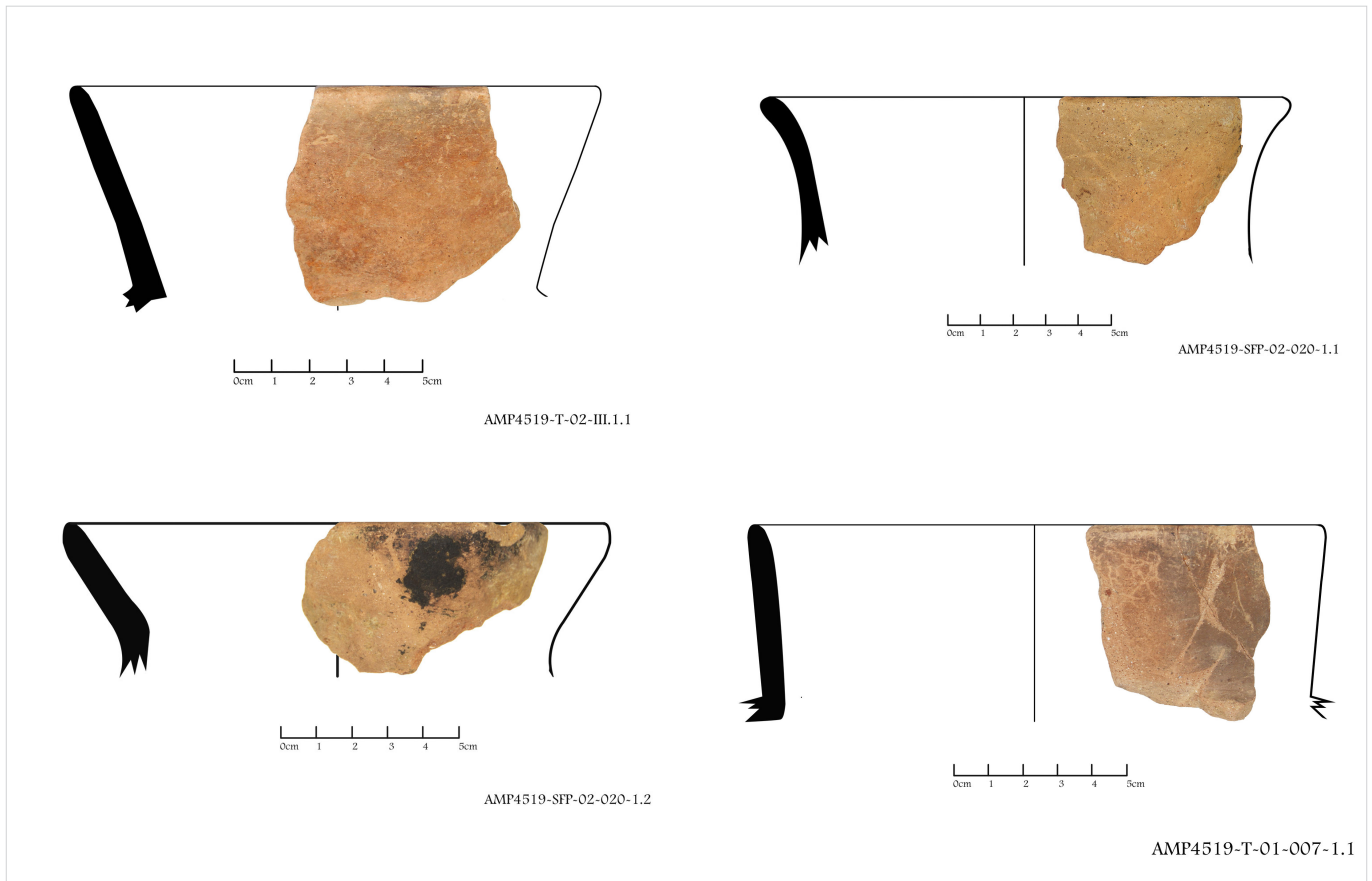 0cm 1 2 3 4 5cm
AMP4519-T-02-III.1.1
0cm 1 2 3 4 5cm
AMP4519-SFP-02-020-1.1
0cm 1 2 3 4 5cm
AMP4519-SFP-02-020-1.2
0cm 1 2 3 4 5cm
AMP4519-T-01-007-1.1